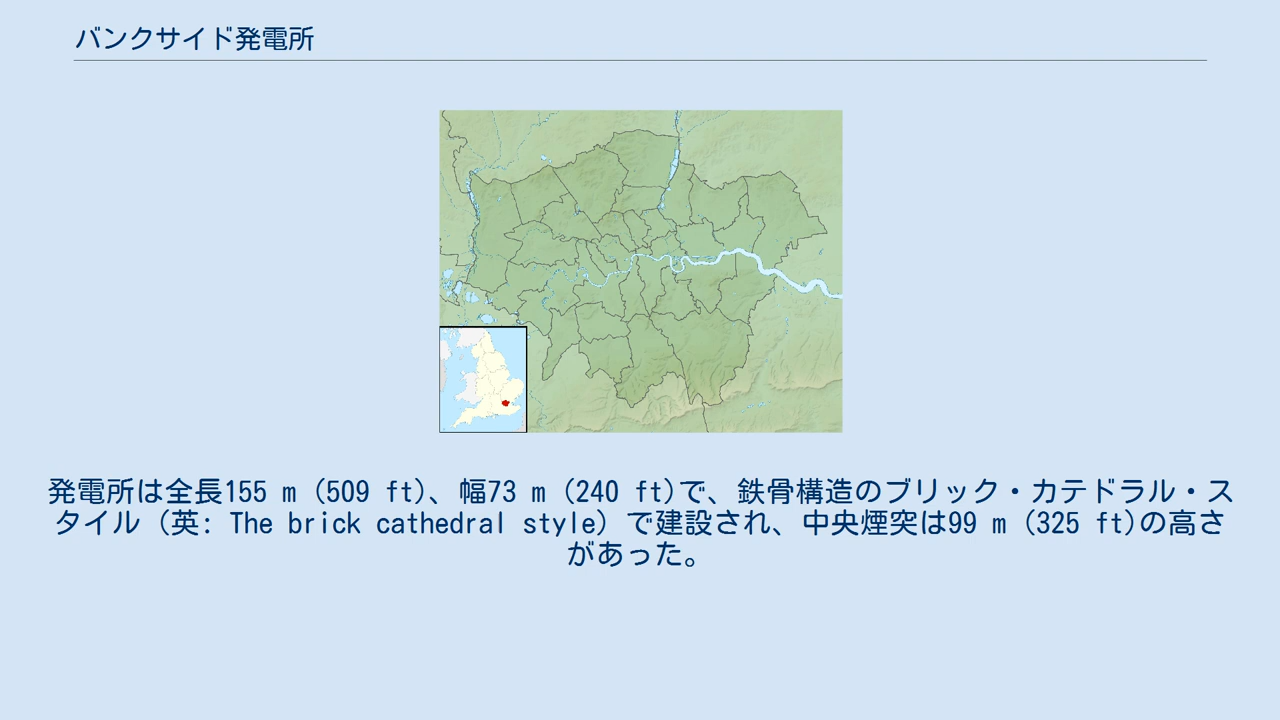 バンクサイド発電所
発電所は全長155 m (509 ft)、幅73 m (240 ft)で、鉄骨構造のブリック・カテドラル・ス
タイル (英: The brick cathedral style) で建設され、中央煙突は99 m (325 ft)の高さ
があった。